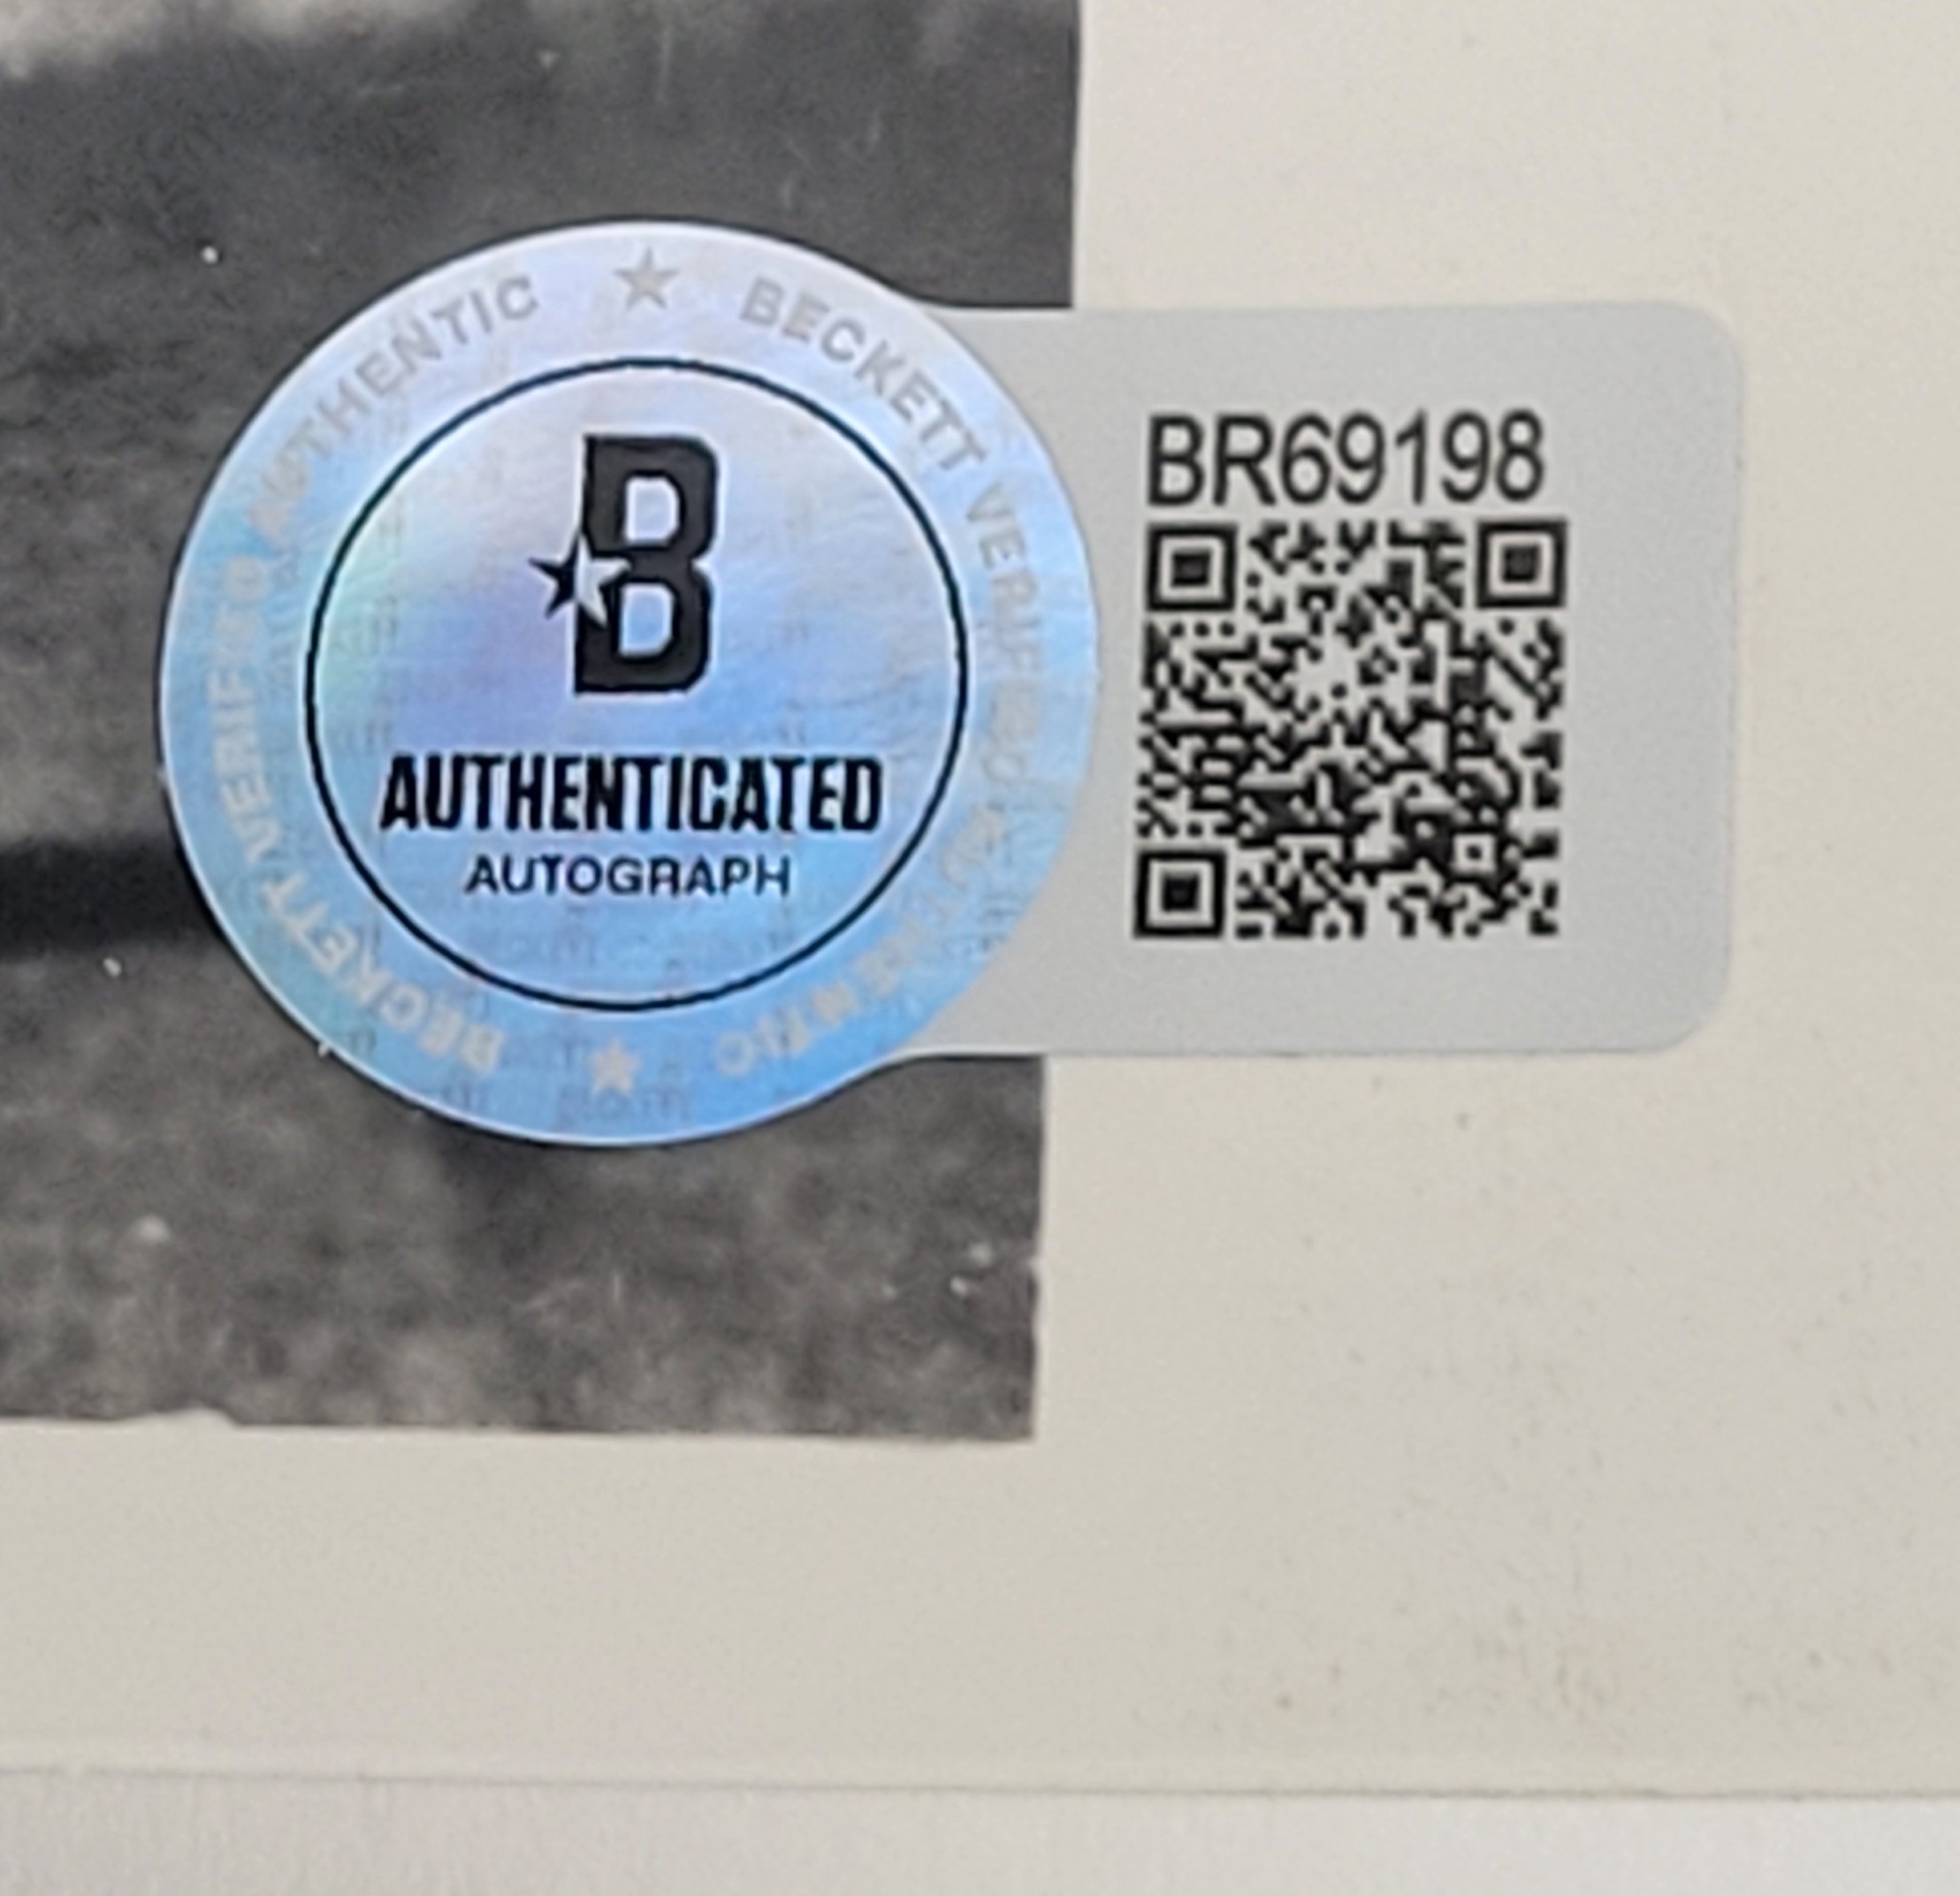 AUTHENTIC ★ BECKETT VERIFIED
B
AUTHENTICATED
AUTOGRAPH
BECKETT VERIFIED AUTHENTIC
BR69198